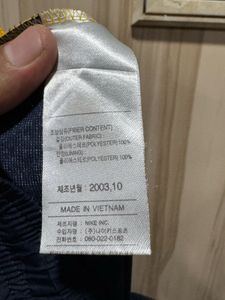 조성섬유(FIBER CONTENT)
겉감(OUTER FABRIC)
폴리에스테르(POLYESTER) 100%
안감(LINING)
폴리에스테르(POLYESTER) 100%
제조년월 : 2003.10
MADE IN VIETNAM
제조자명 : NIKE INC.
수입자명 : (주)나이키스포츠
전화번호 : 080-022-0182